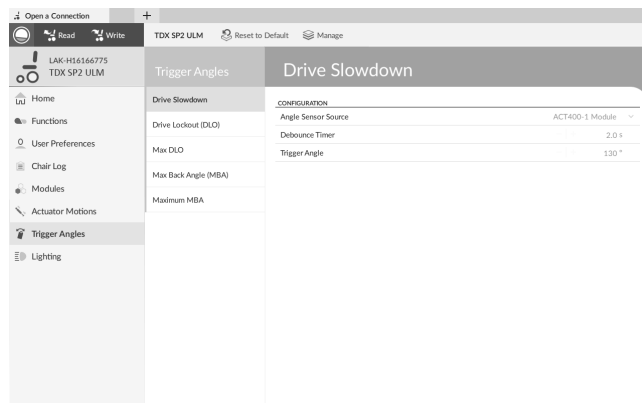 Open a Connection
+
Read
Write
TDX SP2 ULM
Reset to Default
Manage
LAK-H16166775
TDX SP2 ULM
Trigger Angles
Drive Slowdown
Home
Functions
User Preferences
Chair Log
Modules
Actuator Motions
Trigger Angles
Lighting
Drive Slowdown
Drive Lockout (DLO)
Max DLO
Max Back Angle (MBA)
Maximum MBA
CONFIGURATION
Angle Sensor Source ACT400-1 Module
Debounce Timer 2.0 s
Trigger Angle 130 °